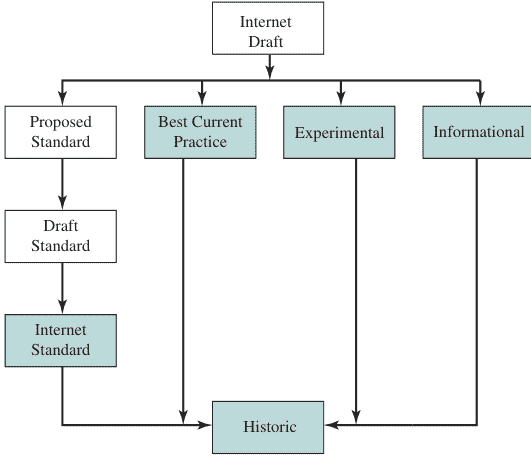 Internet
Draft
Proposed
Standard
Best Current
Practice
Experimental
Informational
Draft
Standard
Internet
Standard
Historic